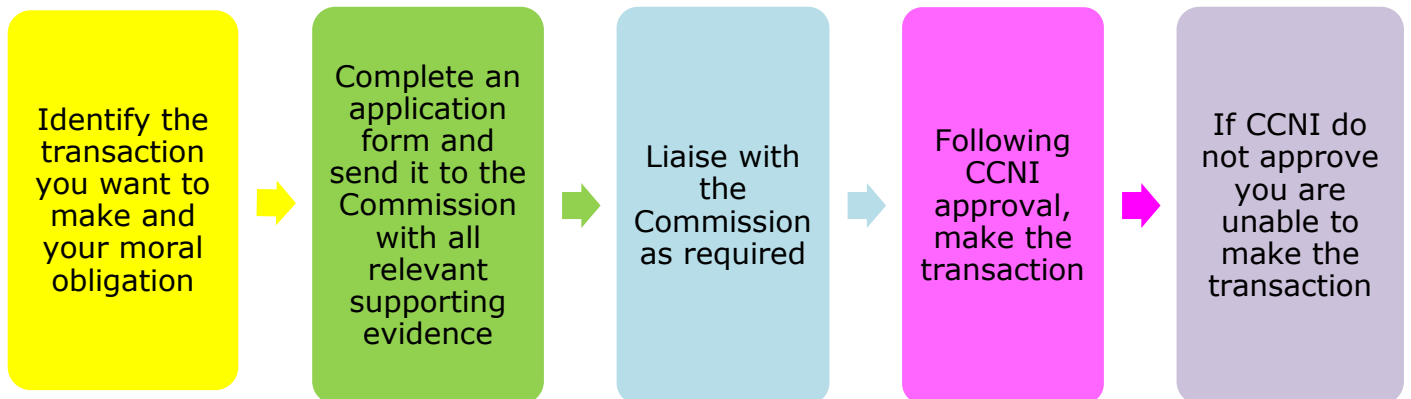 Identify the
transaction
you want to
make and
your moral
obligation
Complete an
application
form and
send it to the
Commission
with all
relevant
supporting
evidence
Liaise with
the
Commission
as required
Following
CCNI
approval,
make the
transaction
If CCNI do
not approve
you are
unable to
make the
transaction